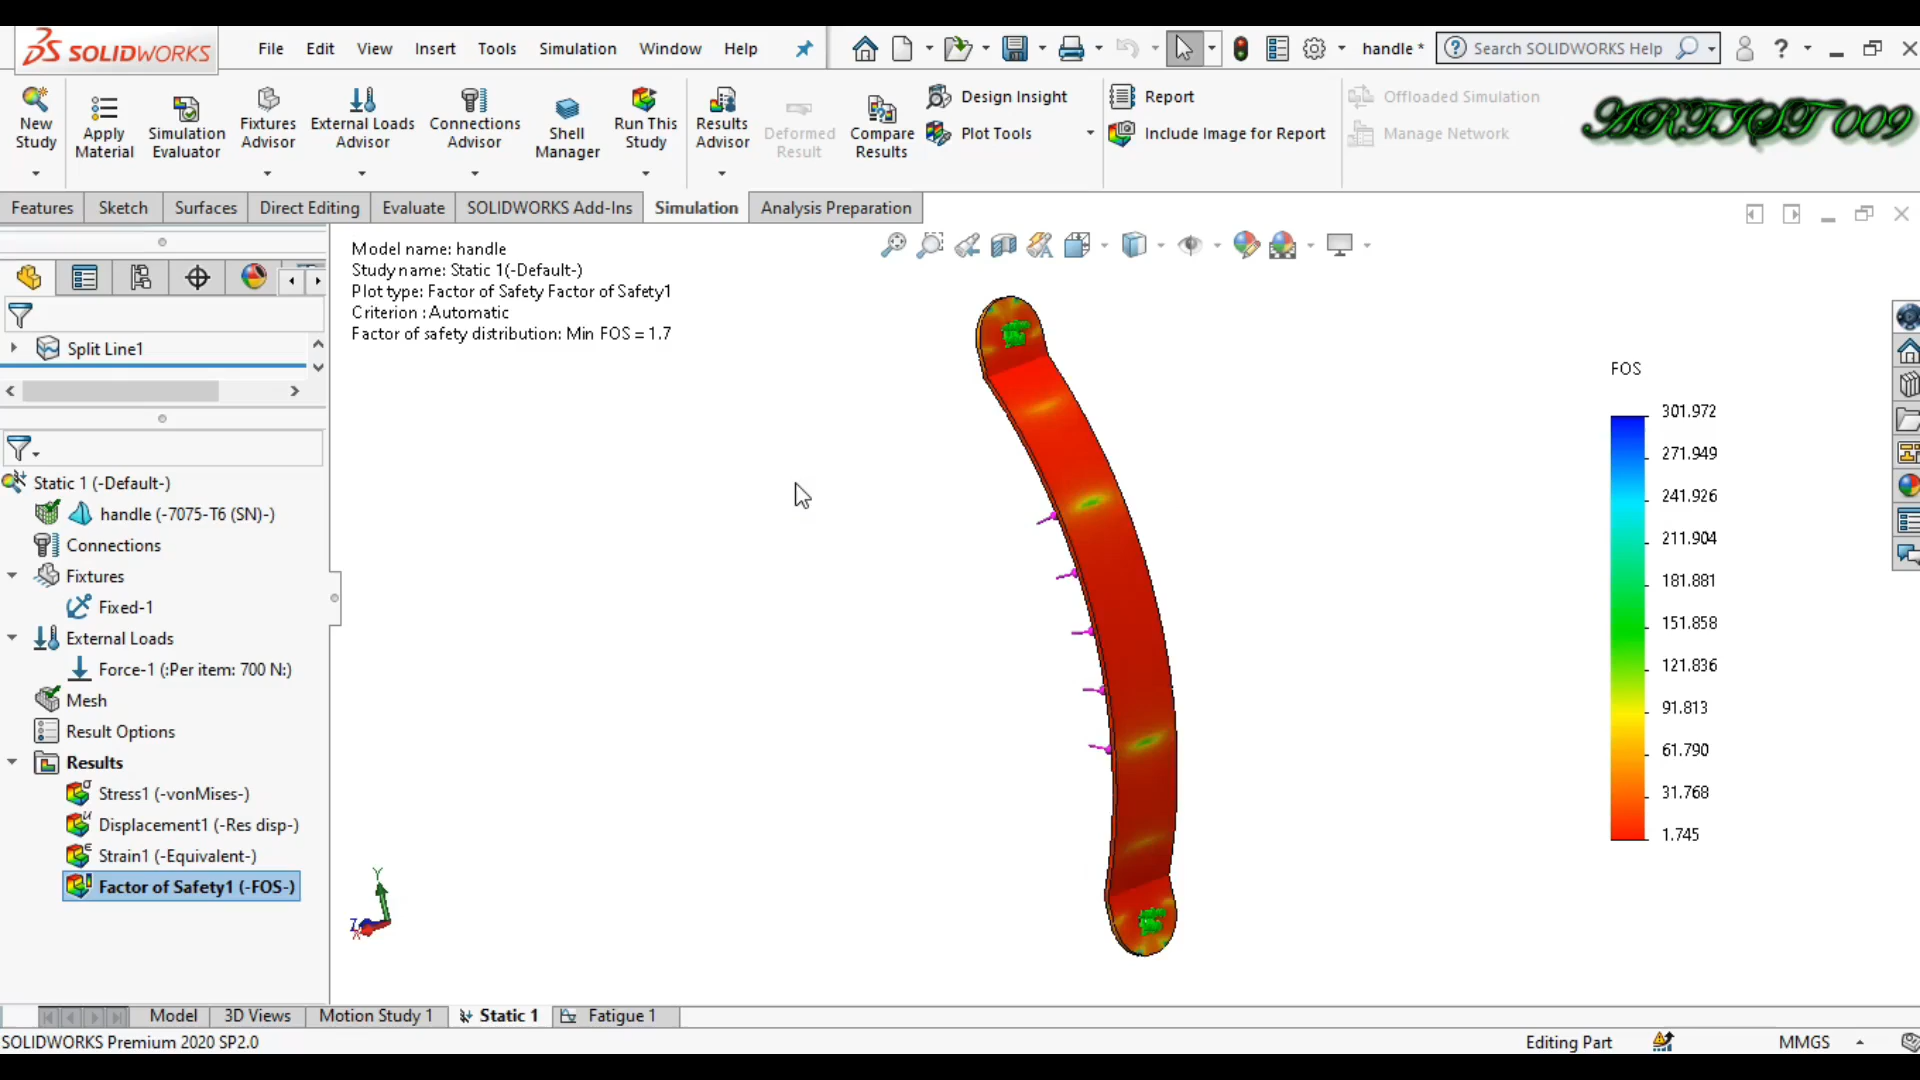 SOLIDWORKS
File Edit View Insert Tools Simulation Window Help
handle *
Search SOLIDWORKS Help
?
New Study
Apply Material
Simulation Evaluator
Fixtures Advisor
External Loads Advisor
Connections Advisor
Shell Manager
Run This Study
Results Advisor
Deformed Result
Compare Results
Design Insight
Plot Tools
Report
Include Image for Report
Offloaded Simulation
Manage Network
ARTIST 009
Features Sketch Surfaces Direct Editing Evaluate SOLIDWORKS Add-Ins Simulation Analysis Preparation
Split Line1
Static 1 (-Default-)
handle (-7075-T6 (SN)-)
Connections
Fixtures
Fixed-1
External Loads
Force-1 (:Per item: 700 N:)
Mesh
Result Options
Results
Stress1 (-vonMises-)
Displacement1 (-Res disp-)
Strain1 (-Equivalent-)
Factor of Safety1 (-FOS-)
Model name: handle
Study name: Static 1(-Default-)
Plot type: Factor of Safety Factor of Safety1
Criterion : Automatic
Factor of safety distribution: Min FOS = 1.7
FOS
301.972
271.949
241.926
211.904
181.881
151.858
121.836
91.813
61.790
31.768
1.745
Y
Z
X
Model 3D Views Motion Study 1 Static 1 Fatigue 1
SOLIDWORKS Premium 2020 SP2.0
Editing Part
MMGS